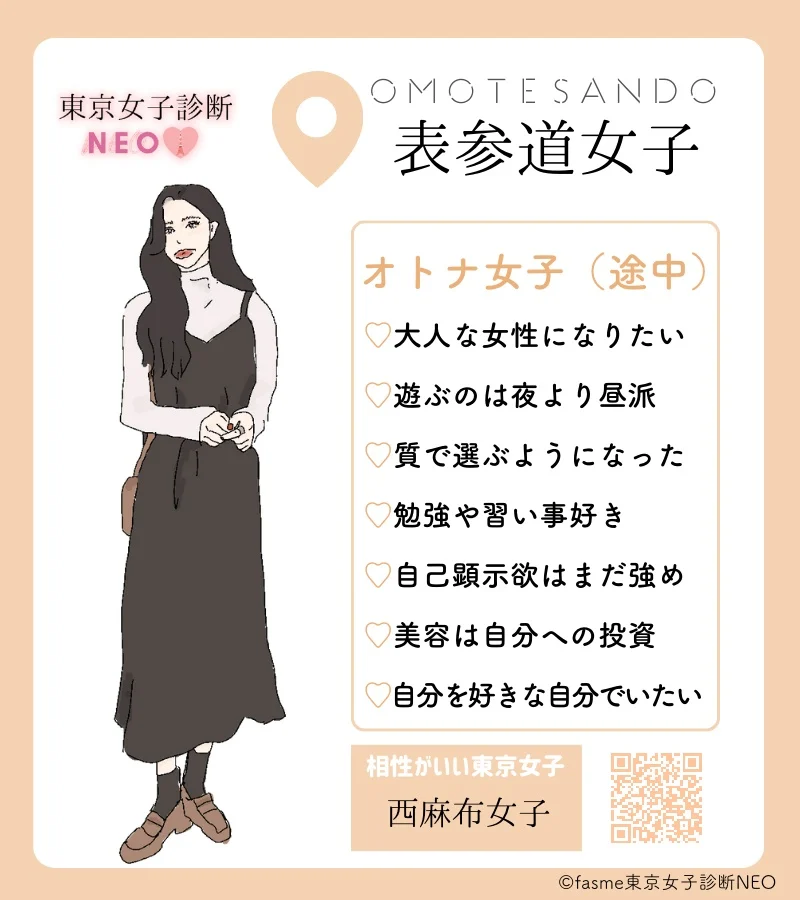 東京女子診断
NEO
OMOTESANDO
表参道女子
オトナ女子（途中）
♡大人な女性になりたい
♡遊ぶのは夜より昼派
♡質で選ぶようになった
♡勉強や習い事好き
♡自己顕示欲はまだ強め
♡美容は自分への投資
♡自分を好きな自分でいたい
相性がいい東京女子
西麻布女子
©fasme東京女子診断NEO